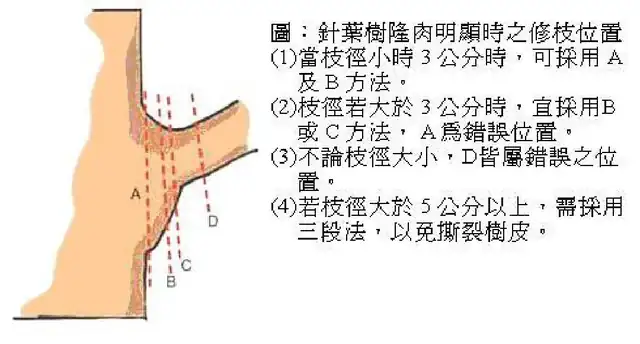 圖：針葉樹隆肉明顯時之修枝位置
(1)當枝徑小時 3 公分時，可採用 A
及 B 方法。
(2)枝徑若大於 3 公分時，宜採用B
或 C 方法， A 為錯誤位置。
(3)不論枝徑大小，D皆屬錯誤之位
置。
(4)若枝徑大於 5 公分以上，需採用
三段法，以免撕裂樹皮。
A
D
C
B